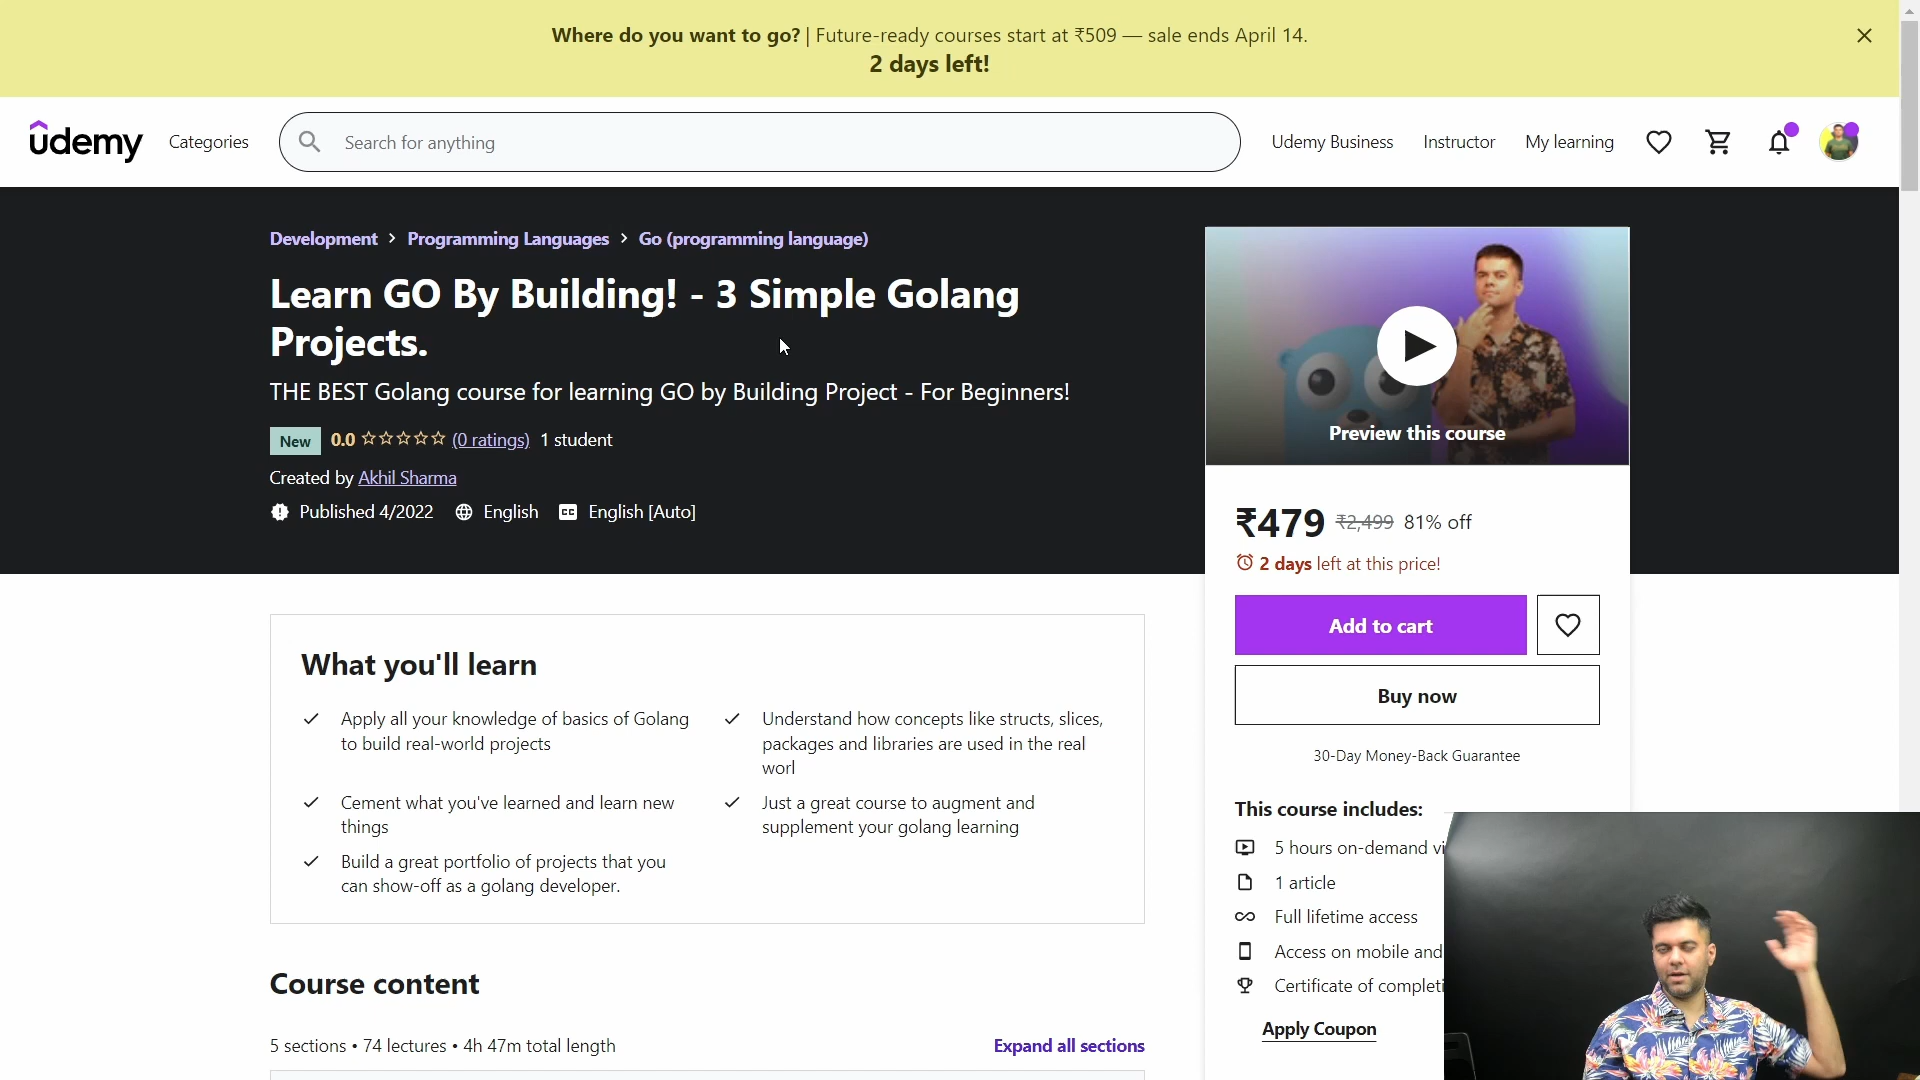 Where do you want to go? | Future-ready courses start at ₹509 — sale ends April 14.
2 days left!
ûdemy
Categories
Search for anything
Udemy Business
Instructor
My learning
Development > Programming Languages > Go (programming language)
Learn GO By Building! - 3 Simple Golang
Projects.
THE BEST Golang course for learning GO by Building Project - For Beginners!
New 0.0 (0 ratings) 1 student
Created by Akhil Sharma
Published 4/2022 English CC English [Auto]
Preview this course
₹479 ₹2,499 81% off
2 days left at this price!
Add to cart
Buy now
30-Day Money-Back Guarantee
This course includes:
5 hours on-demand vi
1 article
Full lifetime access
Access on mobile and
Certificate of completi
Apply Coupon
What you'll learn
Apply all your knowledge of basics of Golang
to build real-world projects
Understand how concepts like structs, slices,
packages and libraries are used in the real
worl
Cement what you've learned and learn new
things
Just a great course to augment and
supplement your golang learning
Build a great portfolio of projects that you
can show-off as a golang developer.
Course content
5 sections • 74 lectures • 4h 47m total length
Expand all sections